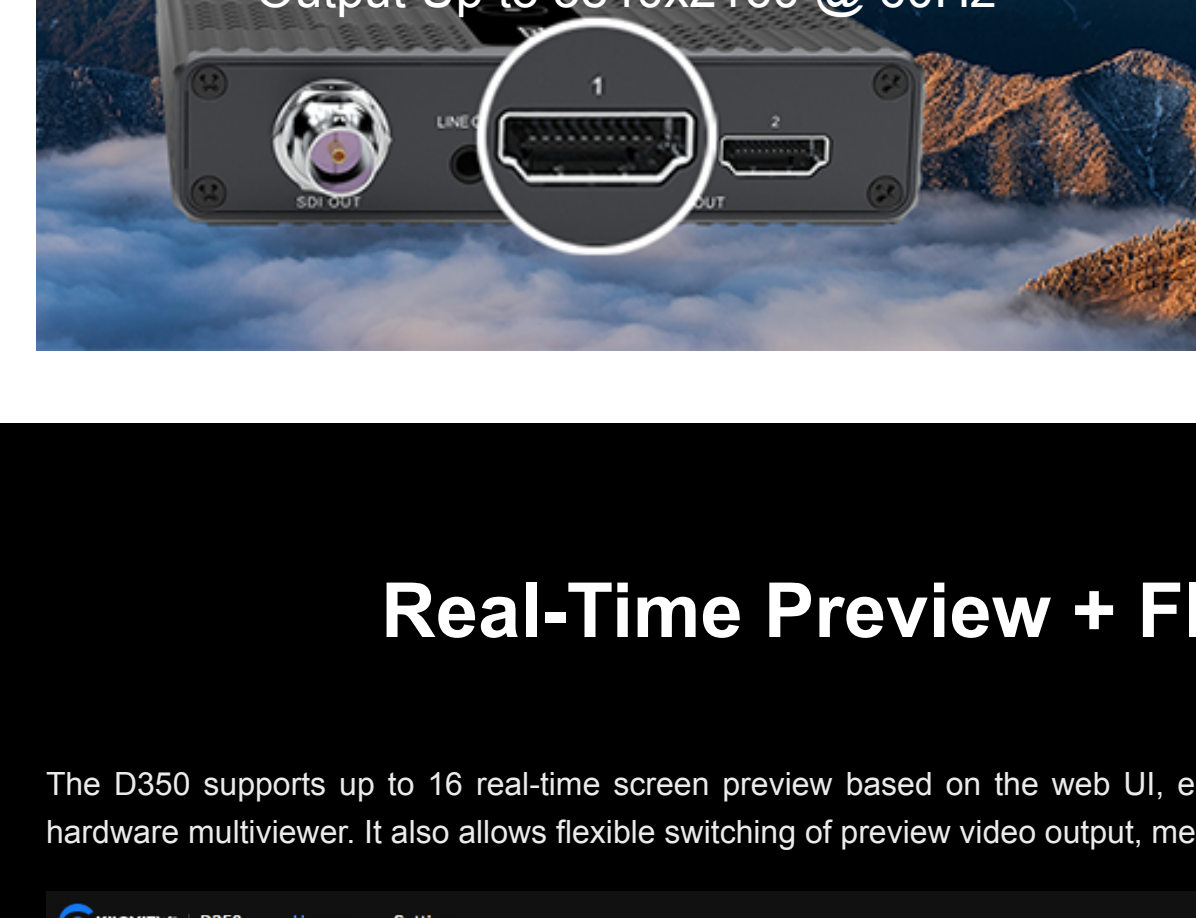 1
LINE
2
SDI OUT
OUT
Real-Time Preview +
The D350 supports up to 16 real-time screen preview based on the web UI,
hardware multiviewer. It also allows flexible switching of preview video output,
D350